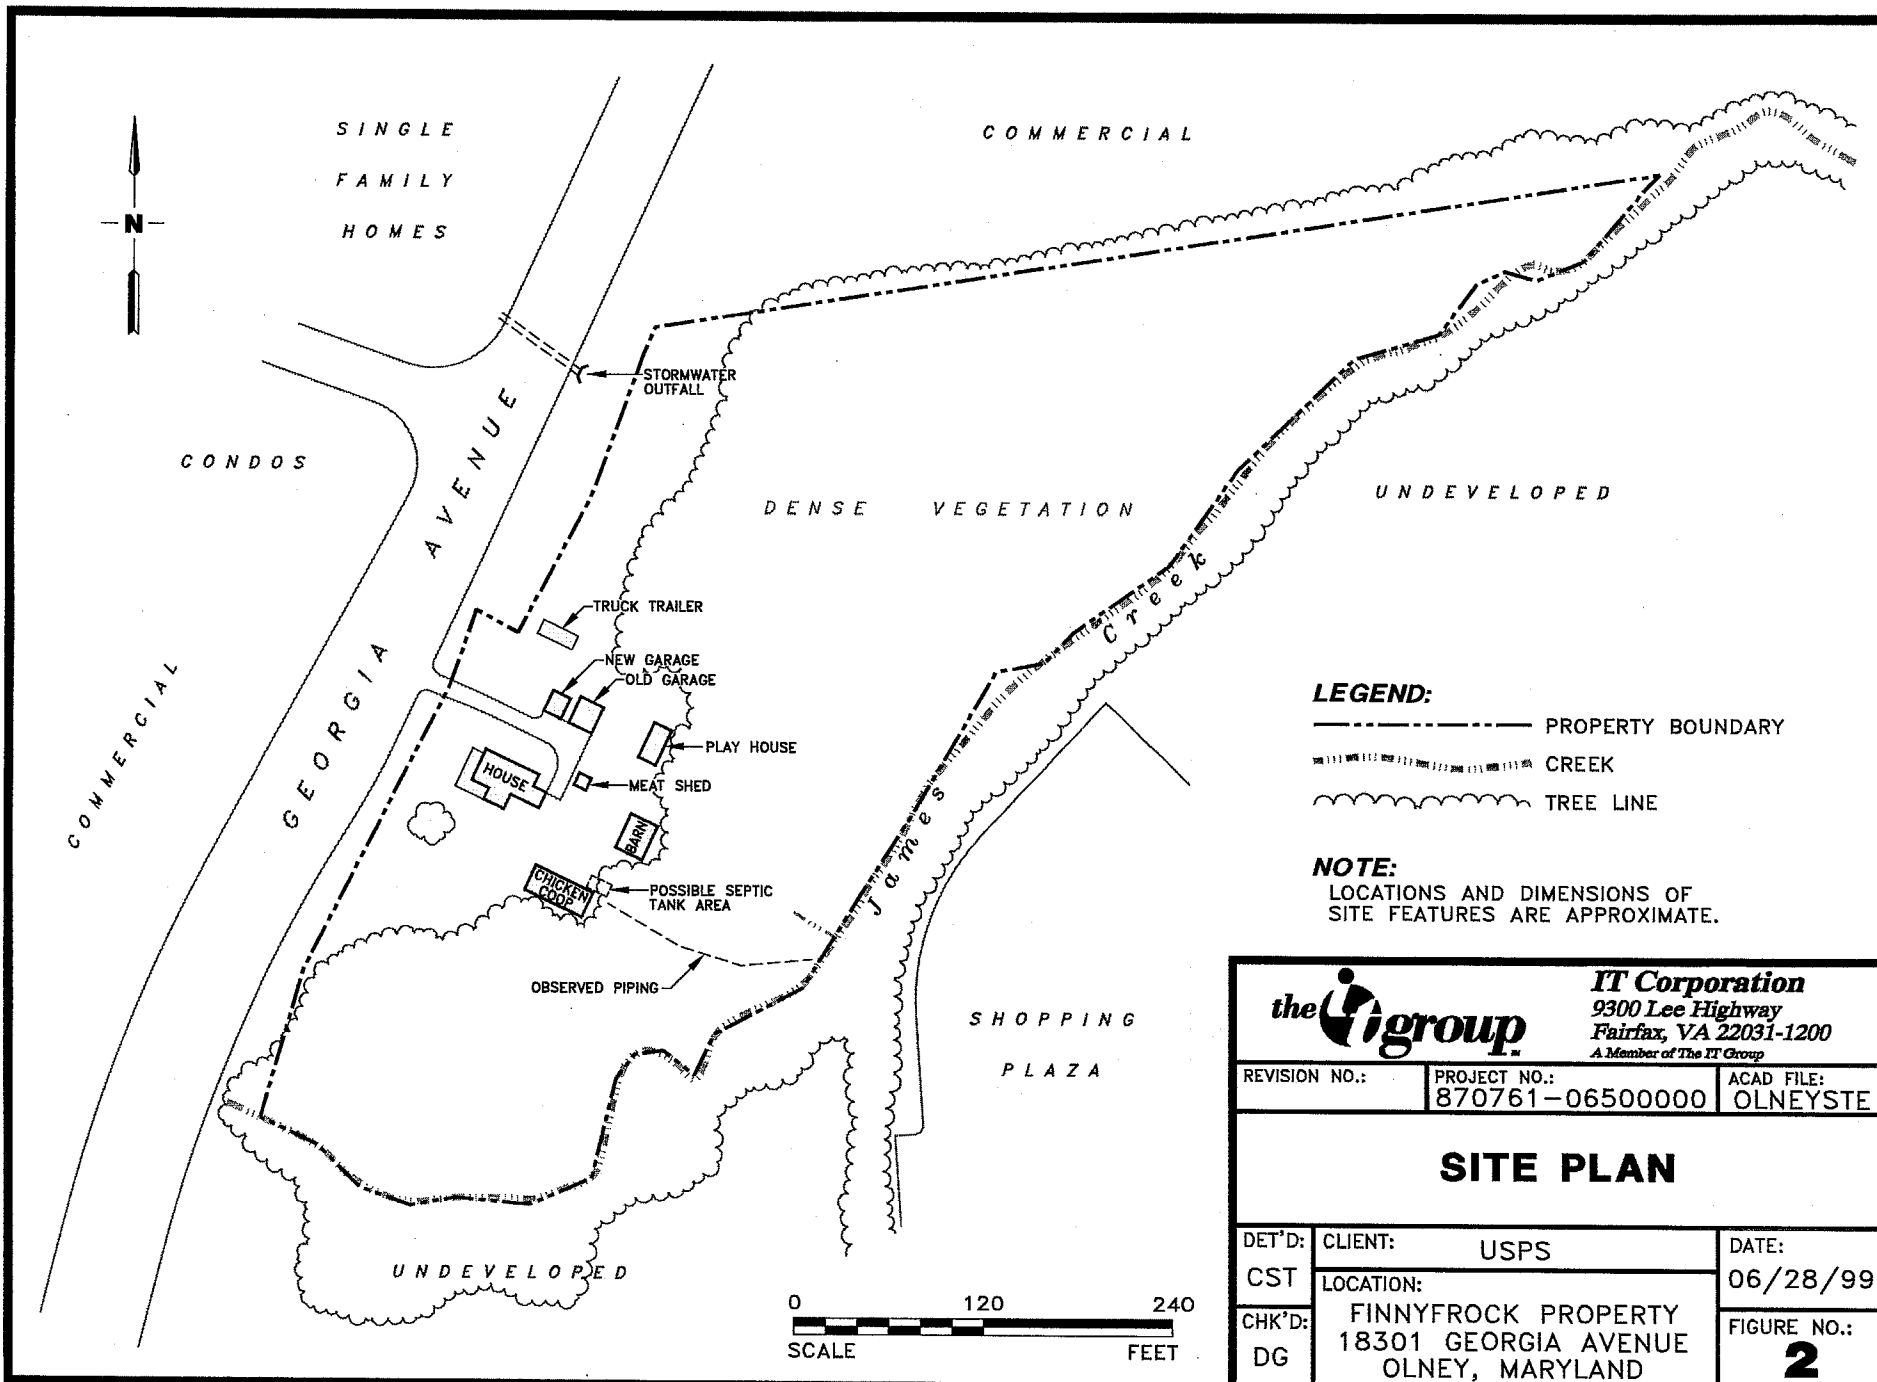 SINGLE
FAMILY
HOMES
COMMERCIAL
N
STORMWATER
OUTFALL
CONDOS
GEORGIA AVENUE
DENSE VEGETATION
UNDEVELOPED
James Creek
TRUCK TRAILER
NEW GARAGE
OLD GARAGE
PLAY HOUSE
HOUSE
MEAT SHED
COMMERCIAL
BARN
CHICKEN
COOP
POSSIBLE SEPTIC
TANK AREA
OBSERVED PIPING
SHOPPING
PLAZA
UNDEVELOPED
LEGEND:
PROPERTY BOUNDARY
CREEK
TREE LINE
NOTE:
LOCATIONS AND DIMENSIONS OF
SITE FEATURES ARE APPROXIMATE.
0 120 240
SCALE FEET
the it group
IT Corporation
9300 Lee Highway
Fairfax, VA 22031-1200
A Member of The IT Group
REVISION NO.:
PROJECT NO.:
870761-06500000
ACAD FILE:
OLNEYSTE
SITE PLAN
DET'D:
CST
CLIENT: USPS
DATE:
06/28/99
CHK'D:
DG
LOCATION:
FINNYFROCK PROPERTY
18301 GEORGIA AVENUE
OLNEY, MARYLAND
FIGURE NO.:
2